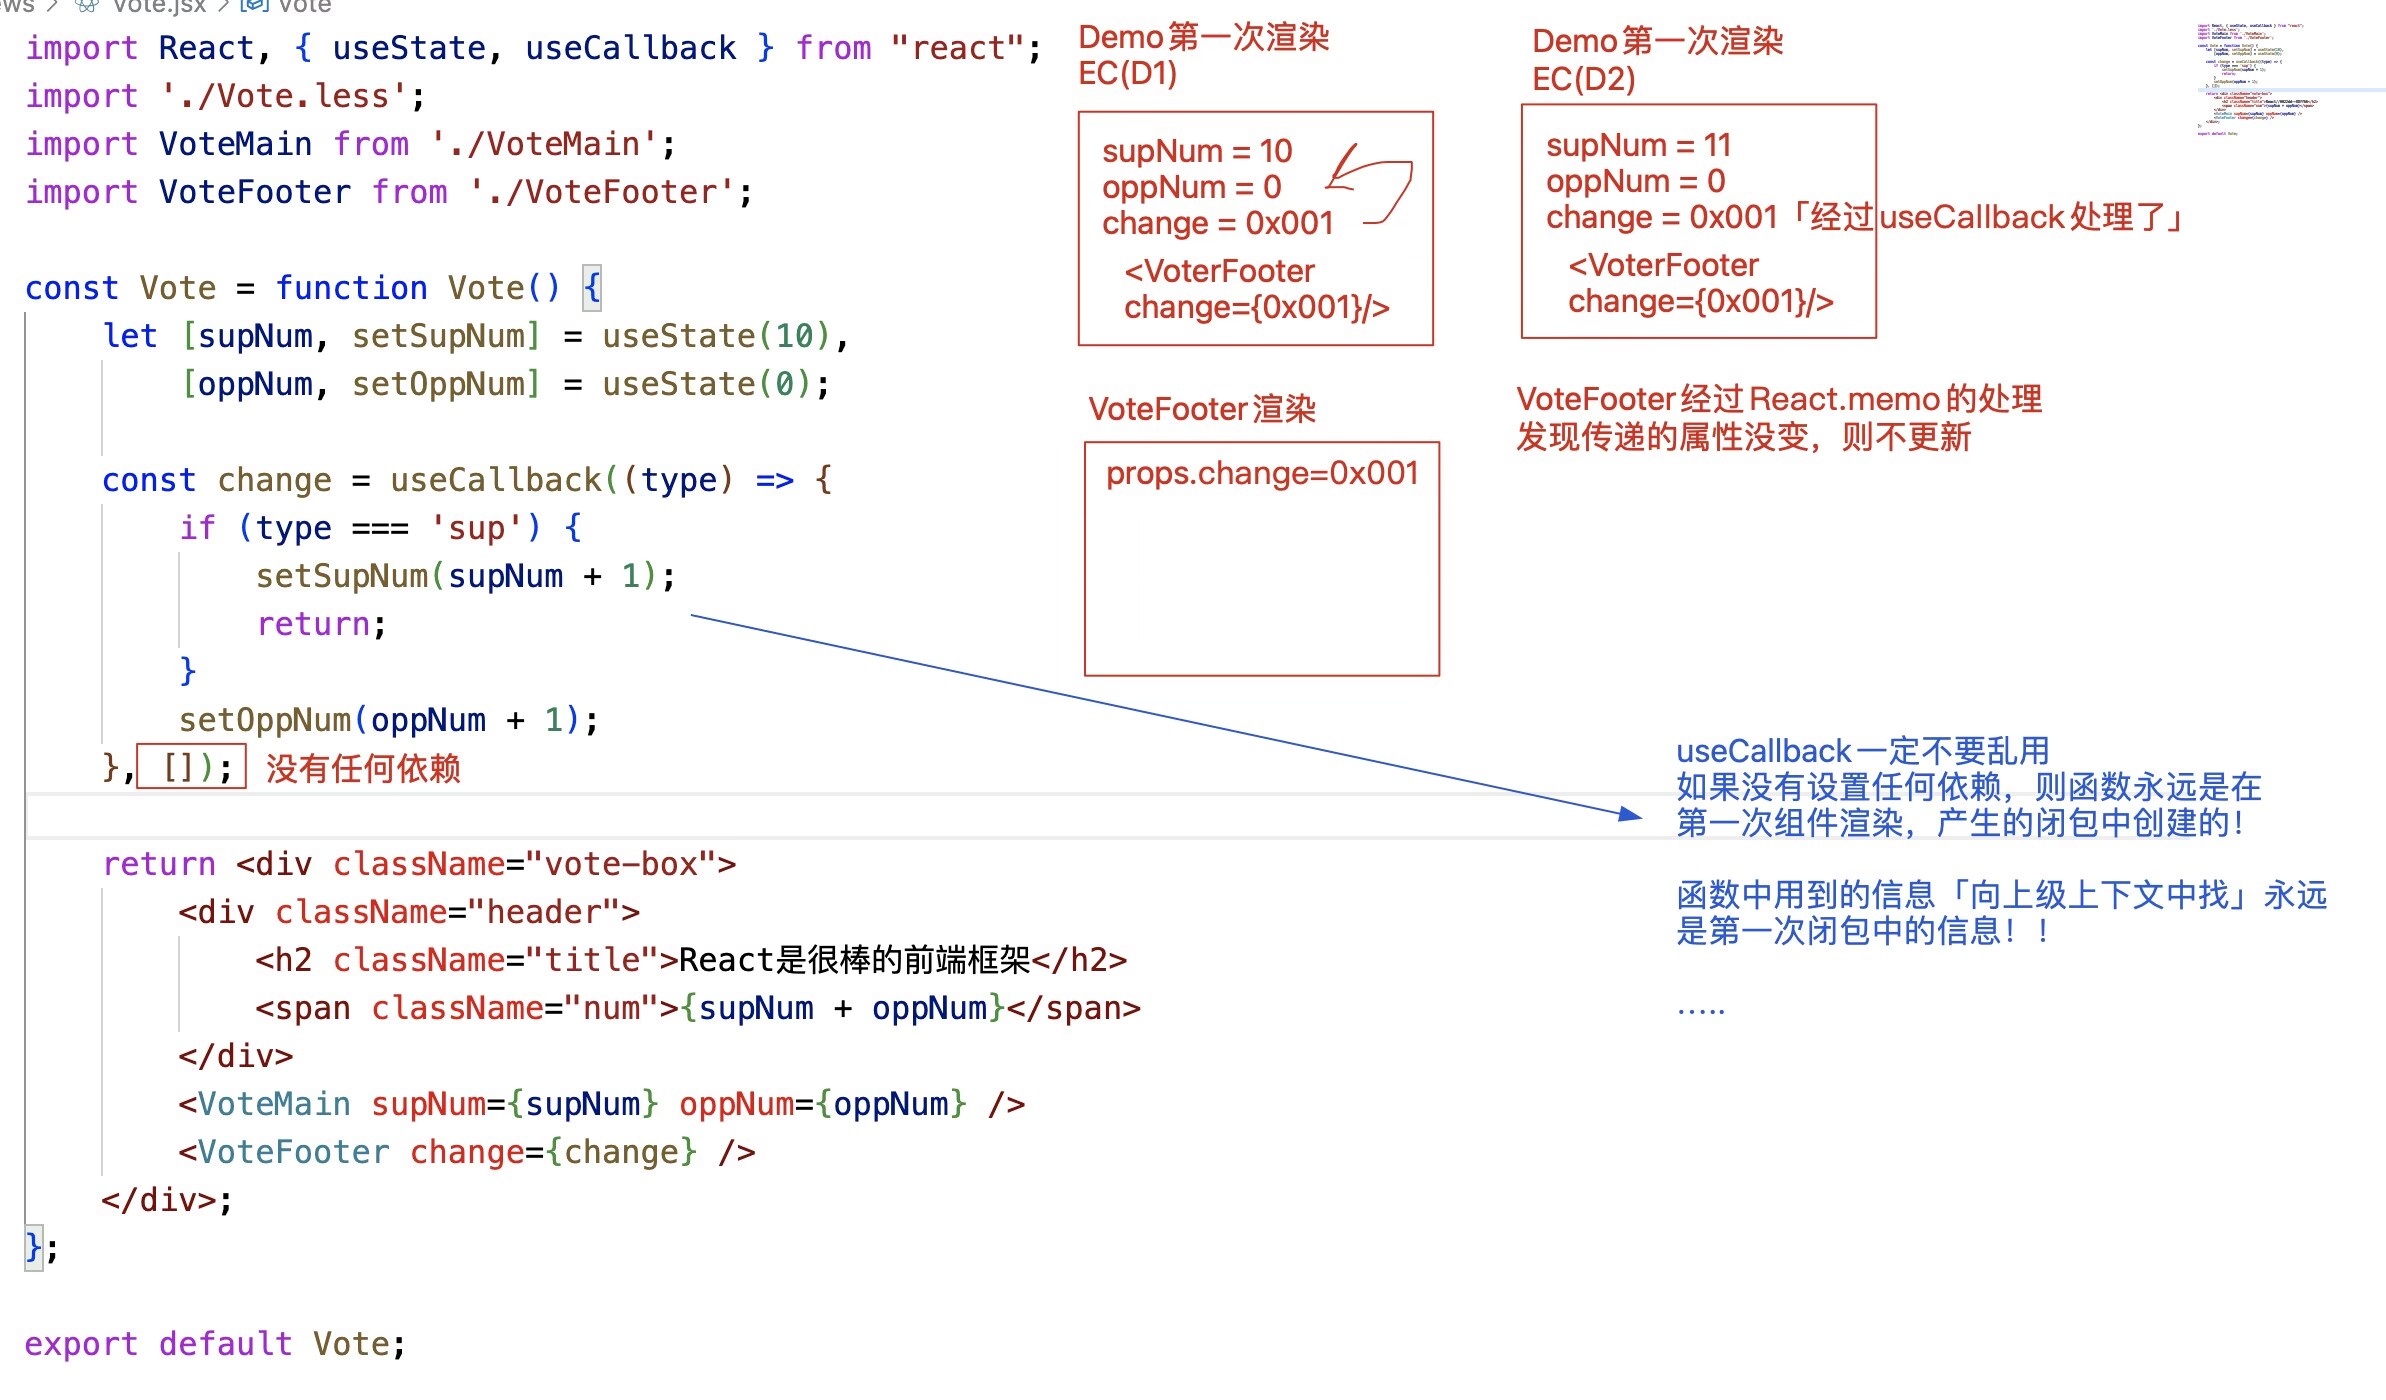 Vote.jsx > Vote
import React, { useState, useCallback } from "react";
import './Vote.less';
import VoteMain from './VoteMain';
import VoteFooter from './VoteFooter';
const Vote = function Vote() {
let [supNum, setSupNum] = useState(10),
[oppNum, setOppNum] = useState(0);
const change = useCallback((type) => {
if (type === 'sup') {
setSupNum(supNum + 1);
return;
}
setOppNum(oppNum + 1);
}, []); 没有任何依赖
return <div className="vote-box">
<div className="header">
<h2 className="title">React是很棒的前端框架</h2>
<span className="num">{supNum + oppNum}</span>
</div>
<VoteMain supNum={supNum} oppNum={oppNum} />
<VoteFooter change={change} />
</div>;
};
export default Vote;
Demo第一次渲染
EC(D1)
supNum = 10
oppNum = 0
change = 0x001
<VoterFooter
change={0x001}/>
VoteFooter渲染
props.change=0x001
Demo第一次渲染
EC(D2)
supNum = 11
oppNum = 0
change = 0x001「经过useCallback处理了」
<VoterFooter
change={0x001}/>
VoteFooter经过React.memo的处理
发现传递的属性没变，则不更新
useCallback一定不要乱用
如果没有设置任何依赖，则函数永远是在
第一次组件渲染，产生的闭包中创建的！
函数中用到的信息「向上级上下文中找」永远
是第一次闭包中的信息！！
.....